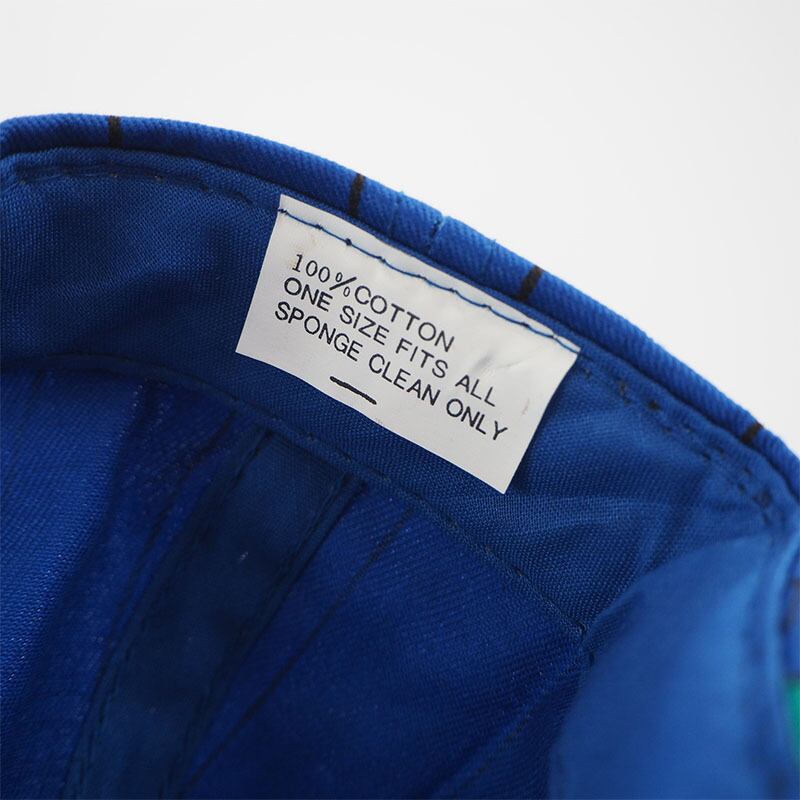 100% COTTON
ONE SIZE FITS ALL
SPONGE CLEAN ONLY